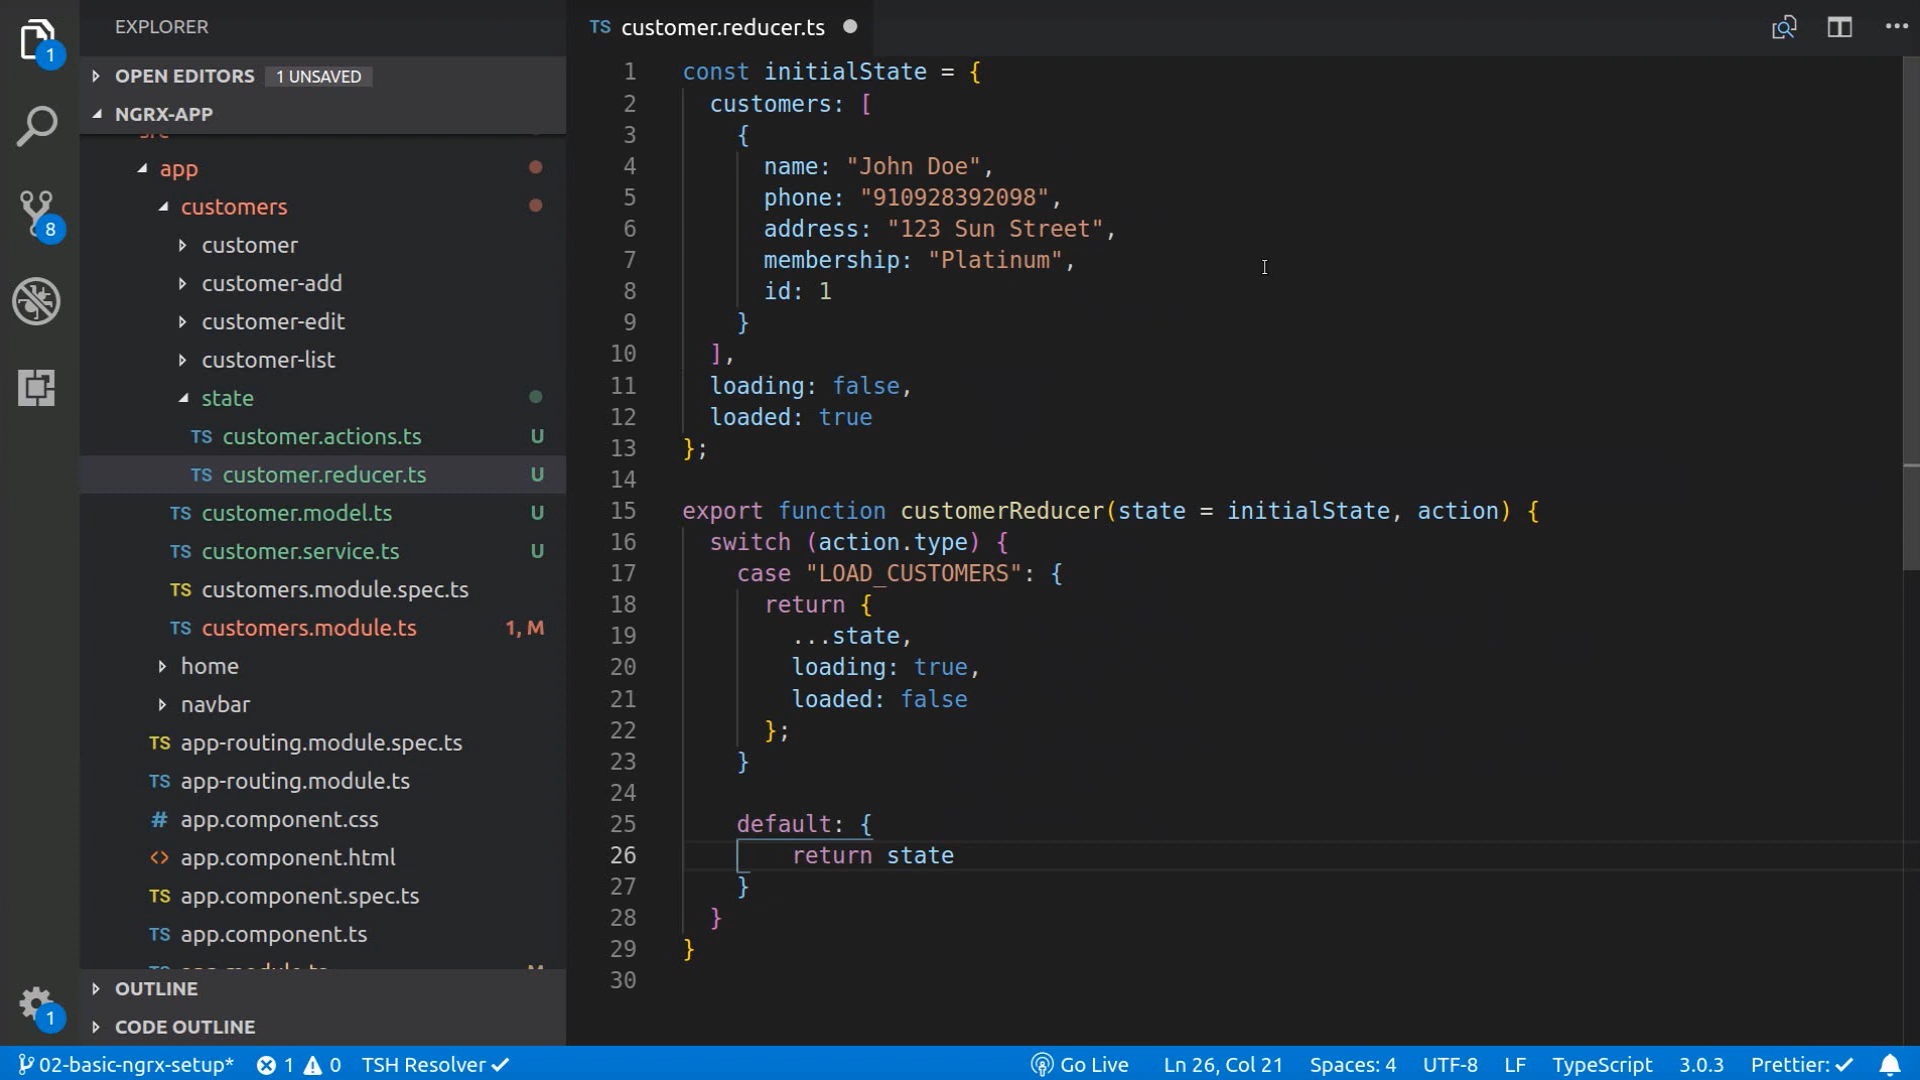 EXPLORER
OPEN EDITORS 1 UNSAVED
NGRX-APP
src
app
customers
customer
customer-add
customer-edit
customer-list
state
TS customer.actions.ts U
TS customer.reducer.ts U
TS customer.model.ts U
TS customer.service.ts U
TS customers.module.spec.ts
TS customers.module.ts 1, M
home
navbar
TS app-routing.module.spec.ts
TS app-routing.module.ts
# app.component.css
<> app.component.html
TS app.component.spec.ts
TS app.component.ts
TS app.module.ts M
OUTLINE
CODE OUTLINE
1
8
1
TS customer.reducer.ts
1 const initialState = {
2 customers: [
3 {
4 name: "John Doe",
5 phone: "910928392098",
6 address: "123 Sun Street",
7 membership: "Platinum",
8 id: 1
9 }
10 ],
11 loading: false,
12 loaded: true
13 };
14
15 export function customerReducer(state = initialState, action) {
16 switch (action.type) {
17 case "LOAD_CUSTOMERS": {
18 return {
19 ...state,
20 loading: true,
21 loaded: false
22 };
23 }
24
25 default: {
26 return state
27 }
28 }
29 }
30
02-basic-ngrx-setup* 1 0 TSH Resolver Go Live Ln 26, Col 21 Spaces: 4 UTF-8 LF TypeScript 3.0.3 Prettier: